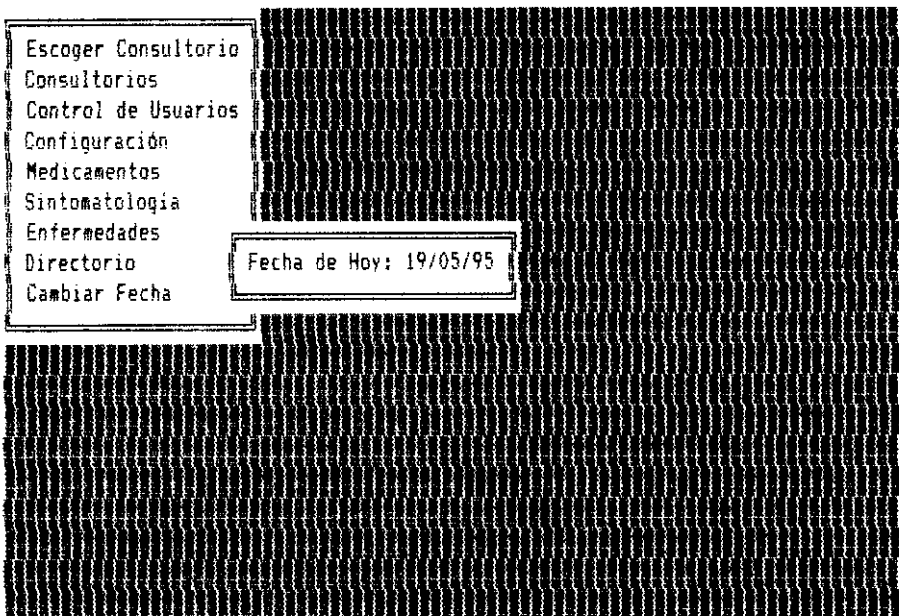 Escoger Consultorio
Consultorios
Control de Usuarios
Configuración
Medicamentos
Sintomatología
Enfermedades
Directorio
Fecha de Hoy: 19/05/95
Cambiar Fecha